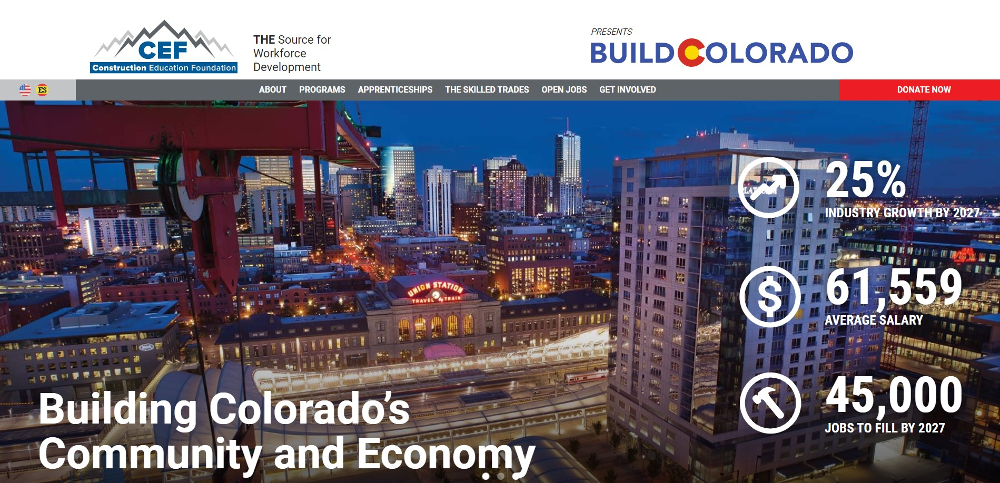 CEF
Construction Education Foundation
THE Source for
Workforce
Development
PRESENTS
BUILDCOLORADO
ES
ABOUT PROGRAMS APPRENTICESHIPS THE SKILLED TRADES OPEN JOBS GET INVOLVED
DONATE NOW
25%
INDUSTRY GROWTH BY 2027
UNION STATION
TRAVEL by TRAIN
$
61,559
AVERAGE SALARY
45,000
JOBS TO FILL BY 2027
Building Colorado’s
Community and Economy